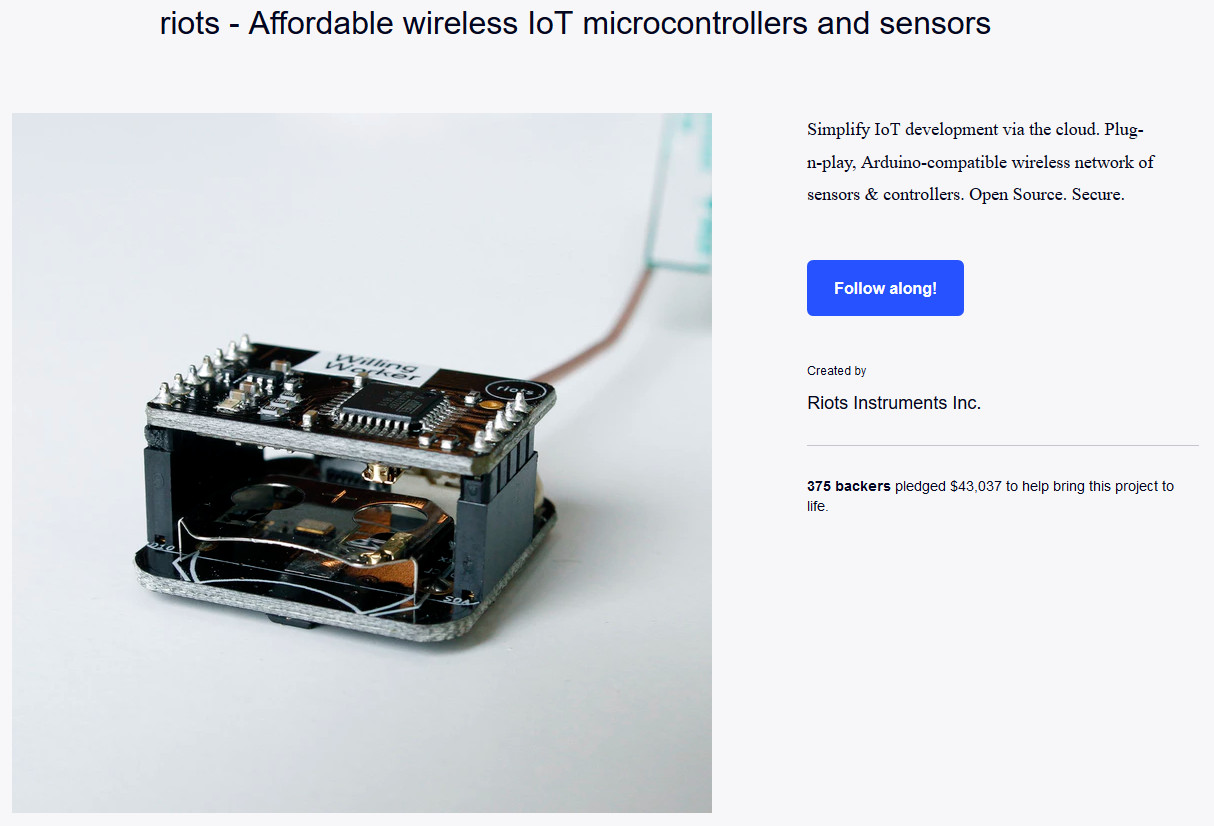 riots - Affordable wireless IoT microcontrollers and sensors
Simplify IoT development via the cloud. Plug-
n-play, Arduino-compatible wireless network of
sensors & controllers. Open Source. Secure.
Follow along!
Created by
Riots Instruments Inc.
375 backers pledged $43,037 to help bring this project to
life.
Willing
Worker
riots